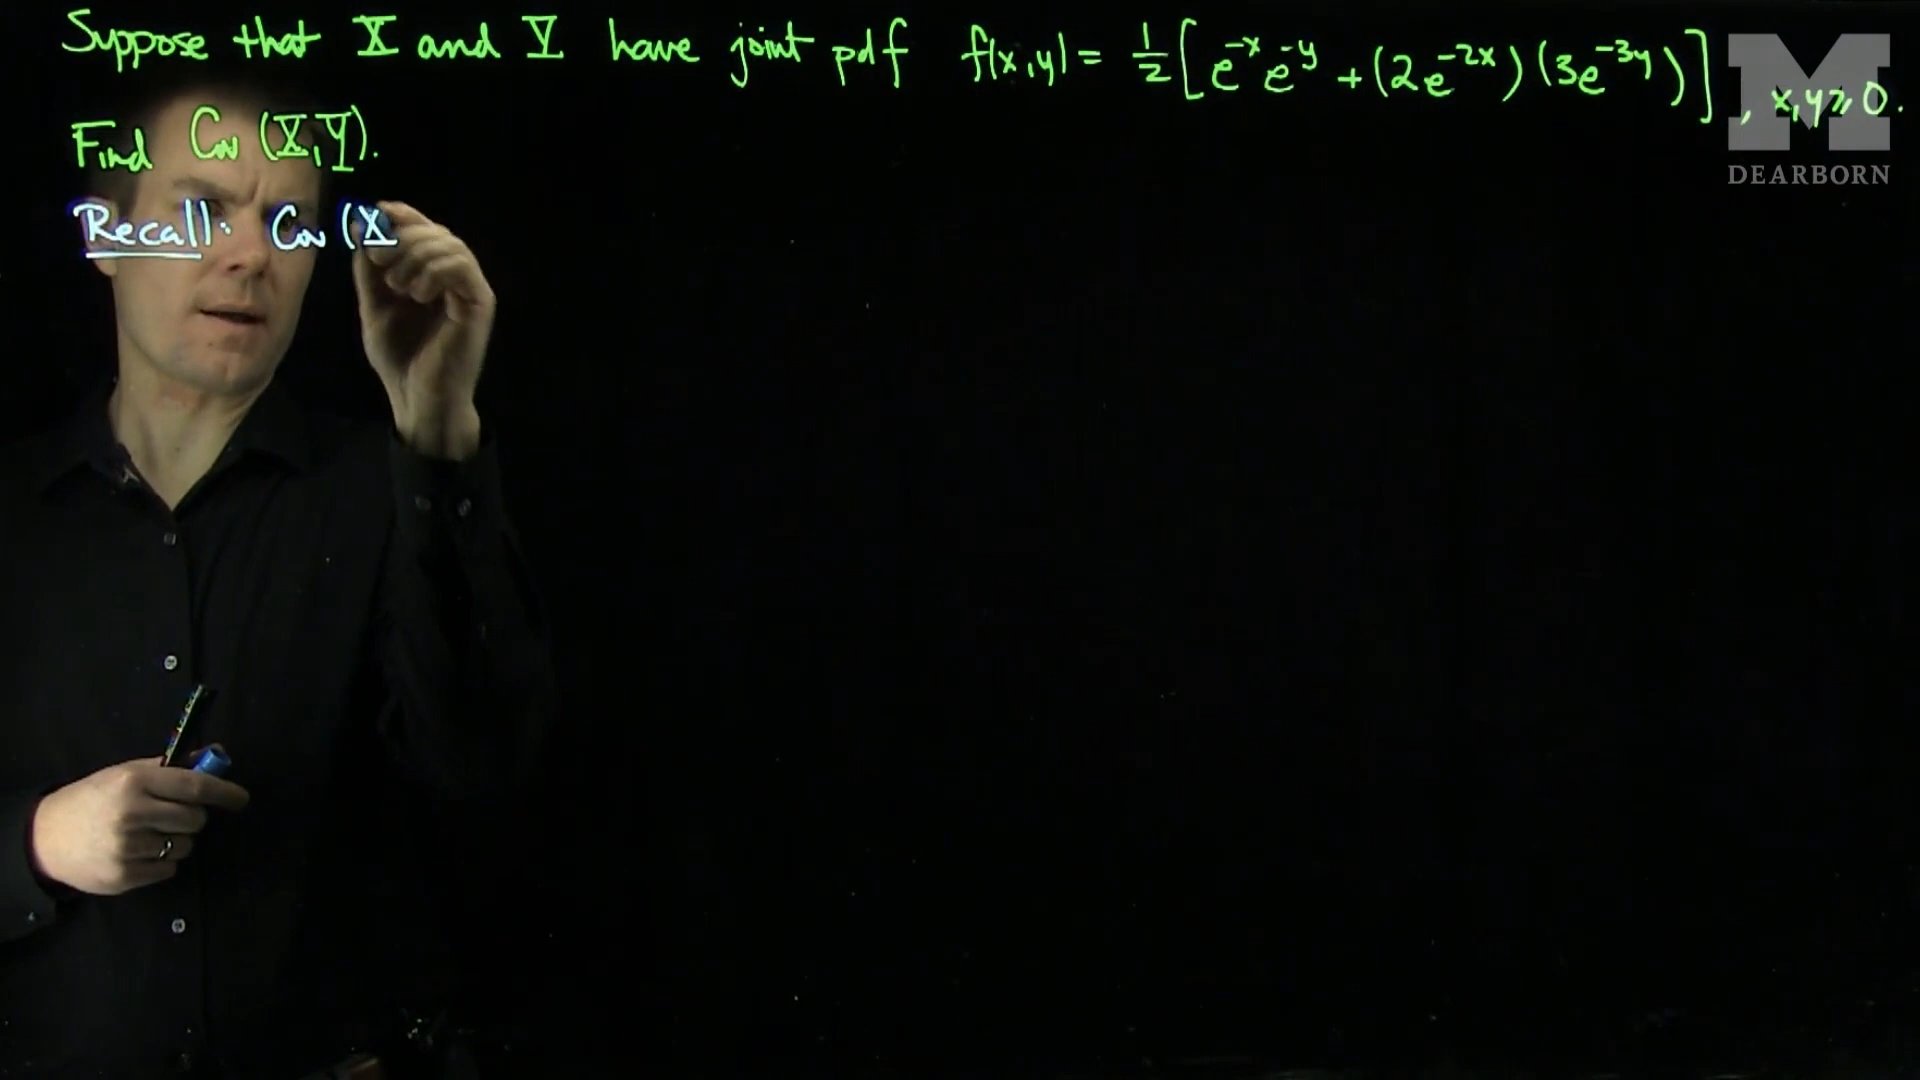 Suppose that X and Y have joint pdf f(x,y) = 1/2 [e^{-x} e^{-y} + (2e^{-2x}) (3e^{-3y})], x,y ≥ 0.
Find Cov (X,Y).
Recall: Cov (X
M
DEARBORN